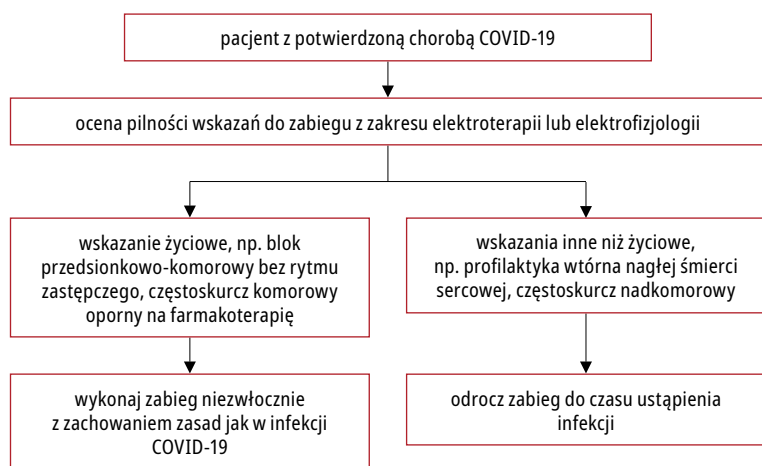 pacjent z potwierdzoną chorobą COVID-19
ocena pilności wskazań do zabiegu z zakresu elektroterapii lub elektrofizjologii
wskazanie życiowe, np. blok
przedsionkowo-komorowy bez rytmu
zastępczego, częstoskurcz komorowy
oporny na farmakoterapię
wskazania inne niż życiowe,
np. profilaktyka wtórna nagłej śmierci
sercowej, częstoskurcz nadkomorowy
wykonaj zabieg niezwłocznie
z zachowaniem zasad jak w infekcji
COVID-19
odrocz zabieg do czasu ustąpienia
infekcji